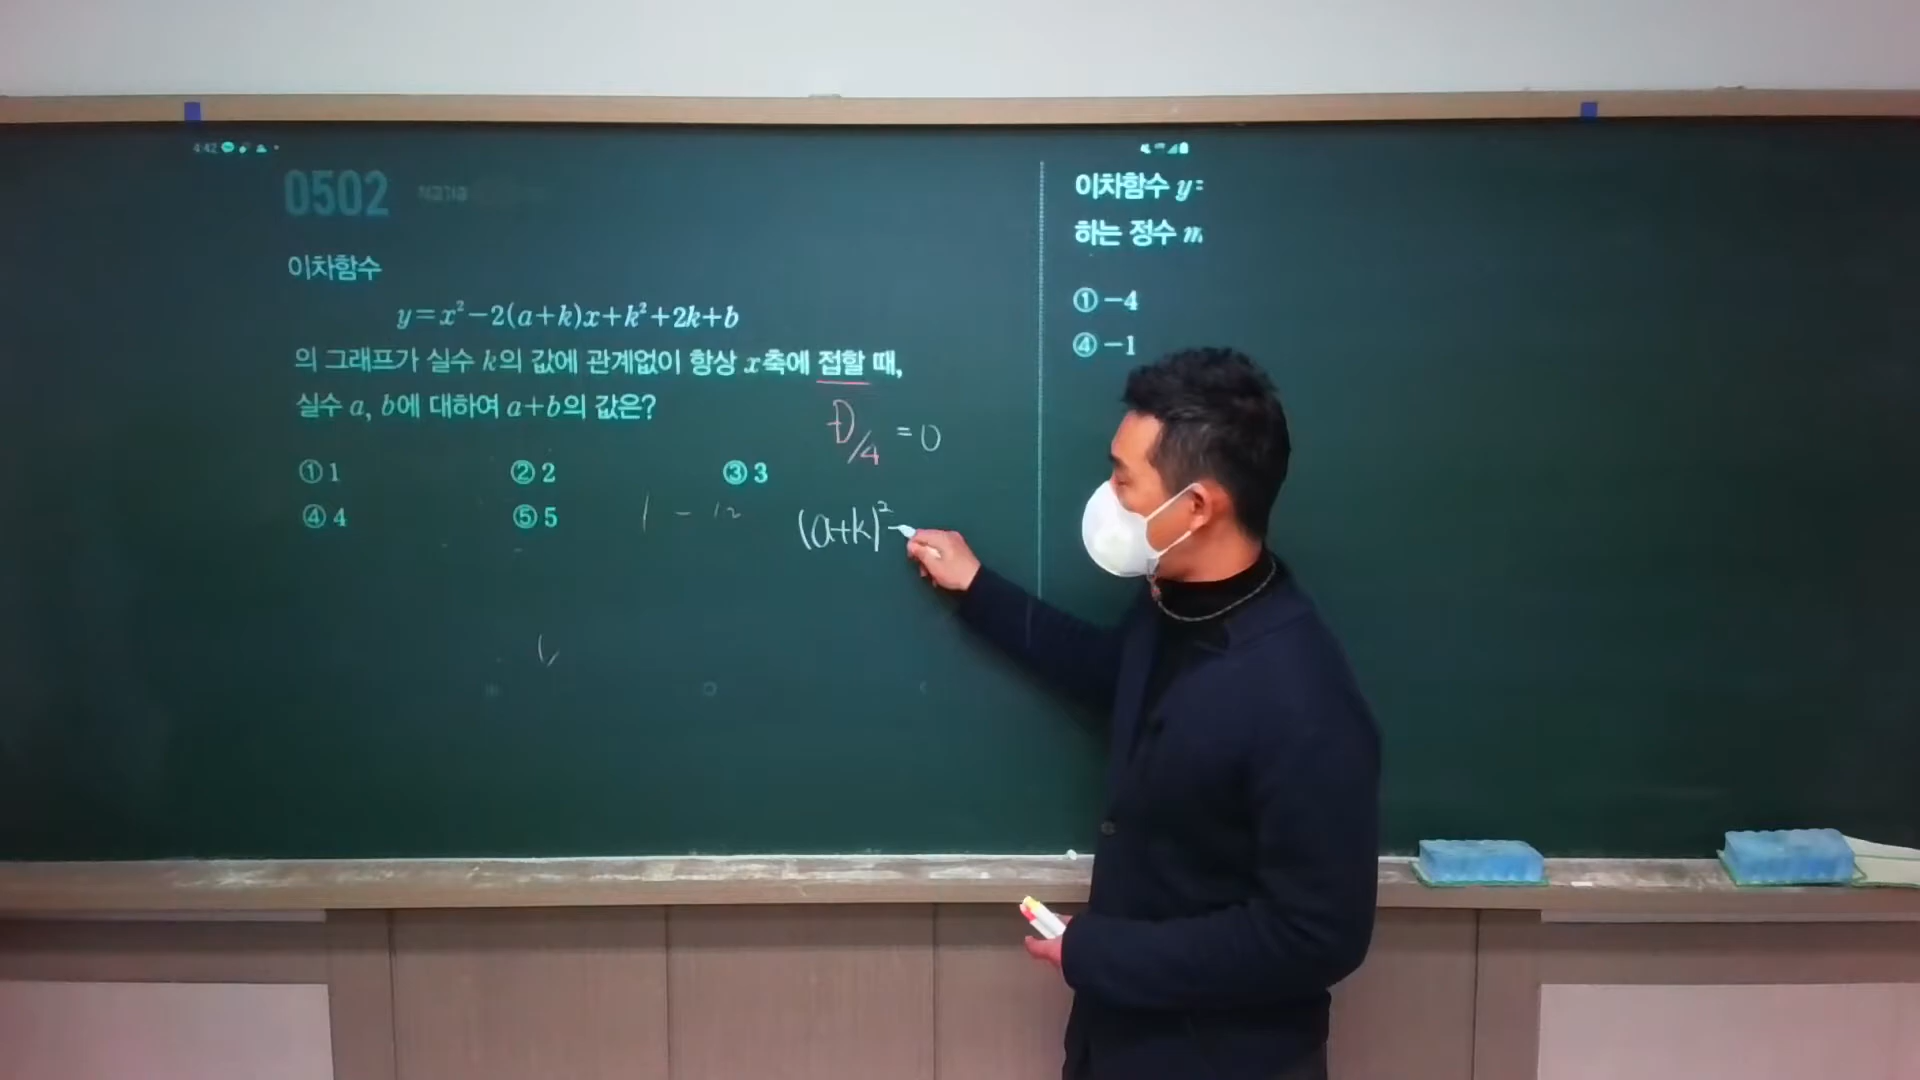 4:42
0502
이차함수
y=x²-2(a+k)x+k²+2k+b
의 그래프가 실수 k의 값에 관계없이 항상 x축에 접할 때,
실수 a, b에 대하여 a+b의 값은?
① 1 ② 2 ③ 3
④ 4 ⑤ 5
D/4 = 0
(a+k)² -
이차함수 y=
하는 정수 m
① -4
④ -1